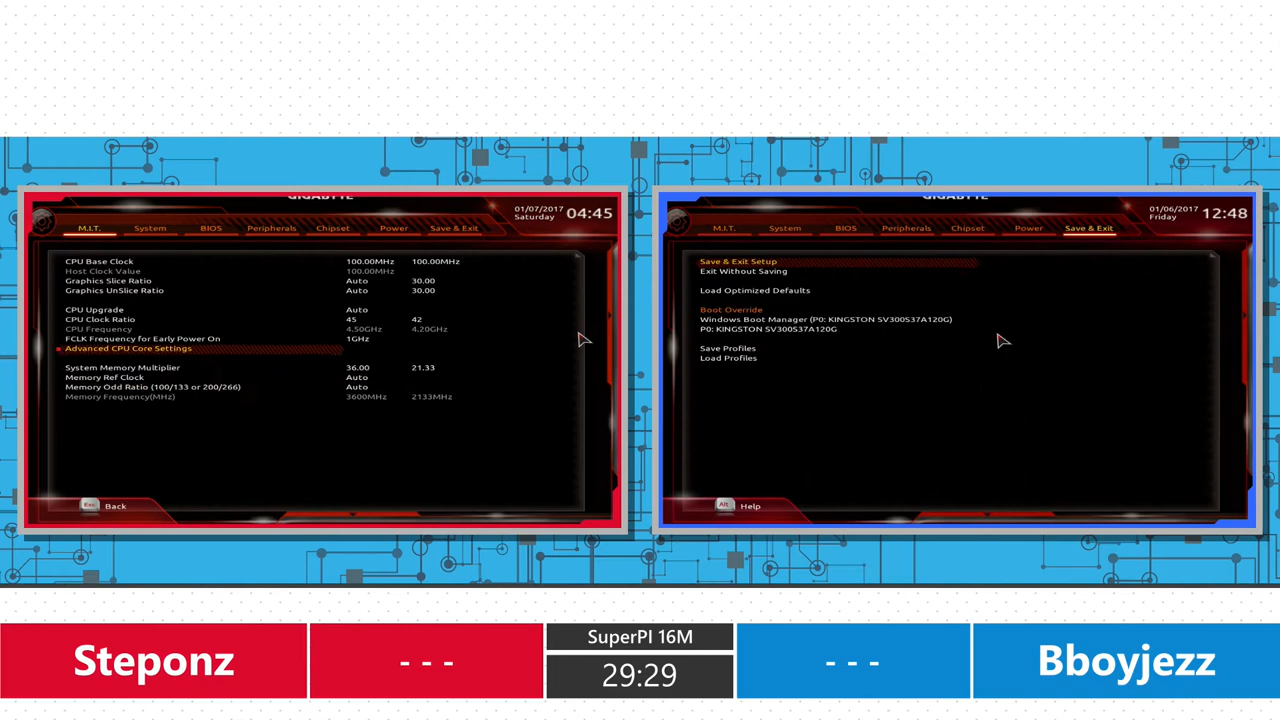 GIGABYTE
01/07/2017
Saturday 04:45
M.I.T. System BIOS Peripherals Chipset Power Save & Exit
CPU Base Clock 100.00MHz 100.00MHz
Host Clock Value 100.00MHz
Graphics Slice Ratio Auto 30.00
Graphics UnSlice Ratio Auto 30.00
CPU Upgrade Auto
CPU Clock Ratio 45 42
CPU Frequency 4.50GHz 4.20GHz
FCLK Frequency for Early Power On 1GHz
Advanced CPU Core Settings
System Memory Multiplier 36.00 21.33
Memory Ref Clock Auto
Memory Odd Ratio (100/133 or 200/266) Auto
Memory Frequency(MHz) 3600MHz 2133MHz
Esc Back
GIGABYTE
01/06/2017
Friday 12:48
M.I.T. System BIOS Peripherals Chipset Power Save & Exit
Save & Exit Setup
Exit Without Saving
Load Optimized Defaults
Boot Override
Windows Boot Manager (P0: KINGSTON SV300S37A120G)
P0: KINGSTON SV300S37A120G
Save Profiles
Load Profiles
Alt Help
Steponz
- - -
SuperPI 16M
29:29
- - -
Bboyjezz